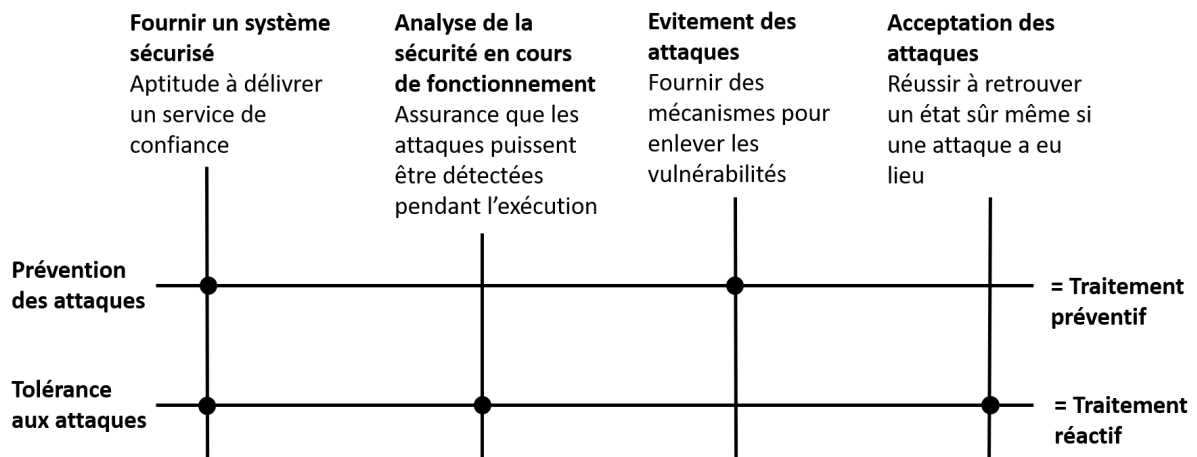 Fournir un système
sécurisé
Aptitude à délivrer
un service de
confiance
Analyse de la
sécurité en cours
de fonctionnement
Assurance que les
attaques puissent
être détectées
pendant l'exécution
Evitement des
attaques
Fournir des
mécanismes pour
enlever les
vulnérabilités
Acceptation des
attaques
Réussir à retrouver
un état sûr même si
une attaque a eu
lieu
Prévention
des attaques
= Traitement
préventif
Tolérance
aux attaques
= Traitement
réactif